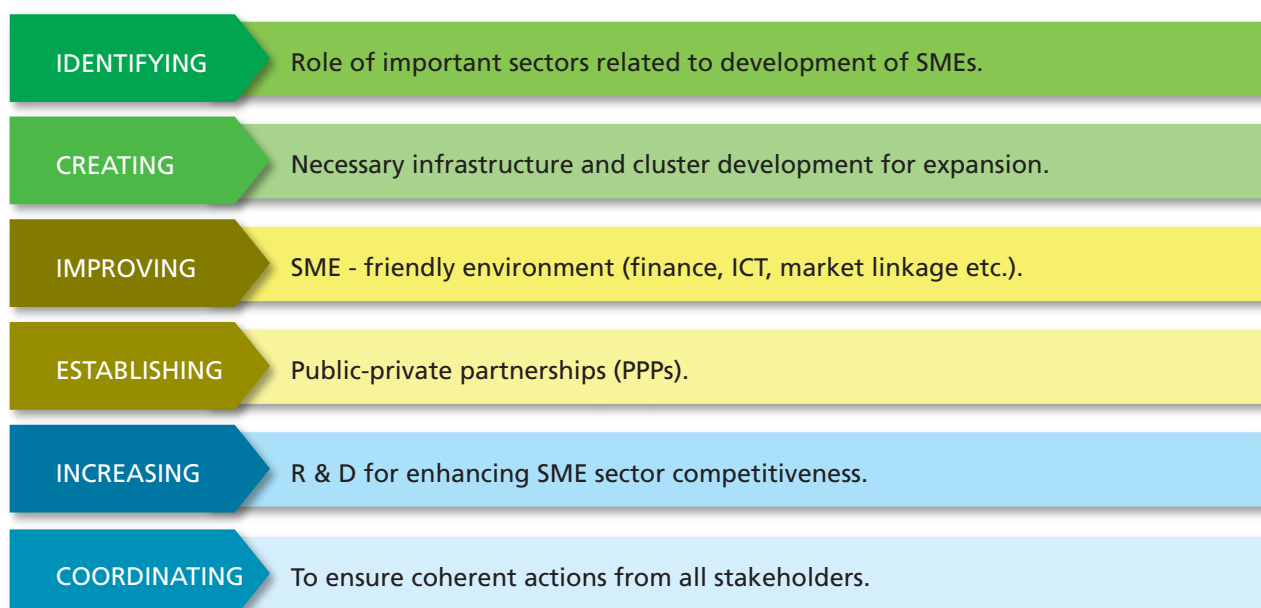 IDENTIFYING Role of important sectors related to development of SMEs.
CREATING Necessary infrastructure and cluster development for expansion.
IMPROVING SME - friendly environment (finance, ICT, market linkage etc.).
ESTABLISHING Public-private partnerships (PPPs).
INCREASING R & D for enhancing SME sector competitiveness.
COORDINATING To ensure coherent actions from all stakeholders.